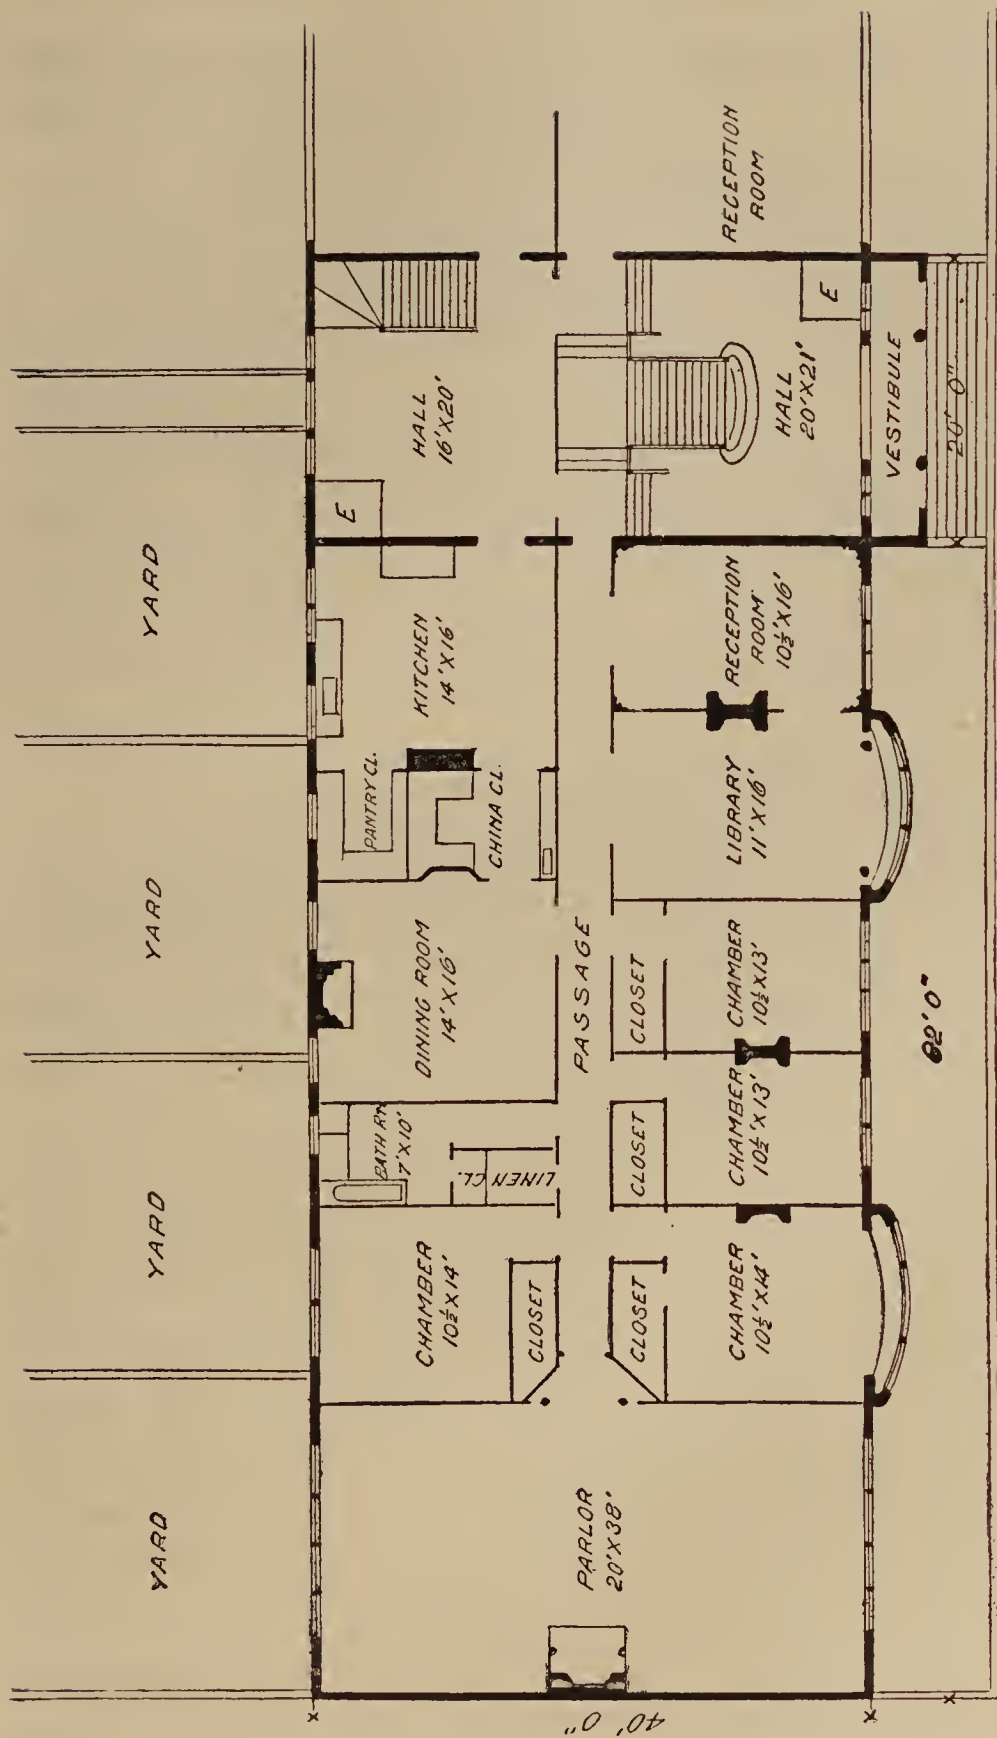 YARD
YARD
YARD
YARD
YARD
PARLOR
20'X38'
40' 0"
CHAMBER
10½'X14'
CLOSET
BATH RM
7'X10'
LINEN CL.
DINING ROOM
14'X16'
PANTRY CL.
CHINA CL.
KITCHEN
14'X16'
E
HALL
16'X20'
PASSAGE
CLOSET
CHAMBER
10½'X14'
CLOSET
CHAMBER
10½'X13'
CLOSET
CHAMBER
10½'X13'
LIBRARY
11'X16'
RECEPTION
ROOM
10½'X16'
HALL
20'X21'
E
VESTIBULE
20'-0"
RECEPTION
ROOM
82'0"